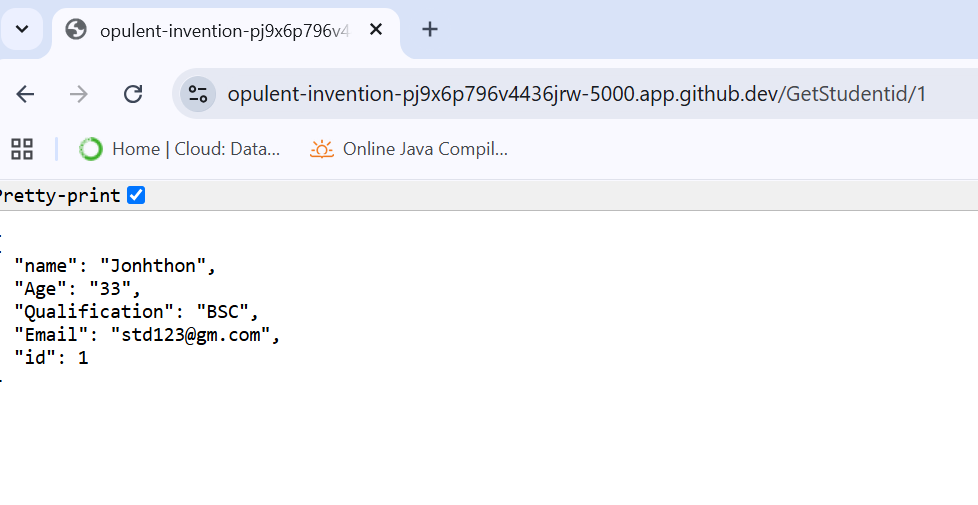 opulent-invention-pj9x6p796v4
opulent-invention-pj9x6p796v4436jrw-5000.app.github.dev/GetStudentid/1
Home | Cloud: Data... Online Java Compil...
Pretty-print
{
"name": "Jonhthon",
"Age": "33",
"Qualification": "BSC",
"Email": "std123@gm.com",
"id": 1
}